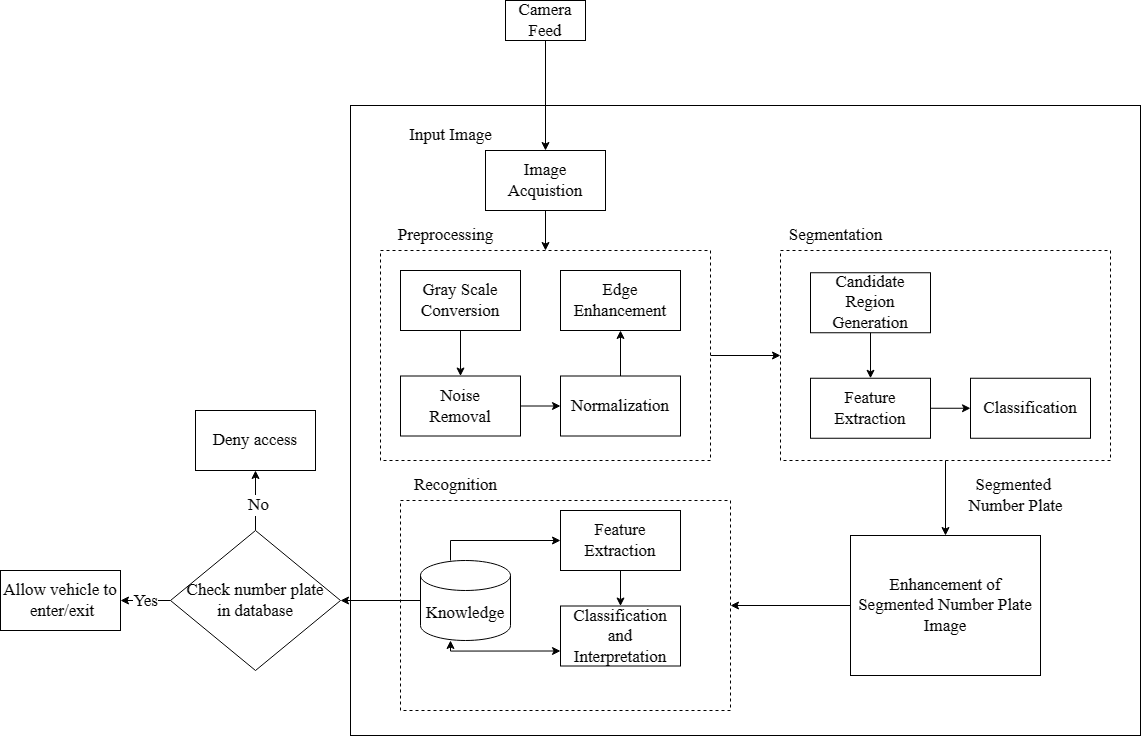 Camera
Feed
Input Image
Image
Acquistion
Preprocessing
Gray Scale
Conversion
Edge
Enhancement
Noise
Removal
Normalization
Segmentation
Candidate
Region
Generation
Feature
Extraction
Classification
Segmented
Number Plate
Enhancement of
Segmented Number Plate
Image
Recognition
Feature
Extraction
Knowledge
Classification
and
Interpretation
Check number plate
in database
No
Deny access
Yes
Allow vehicle to
enter/exit